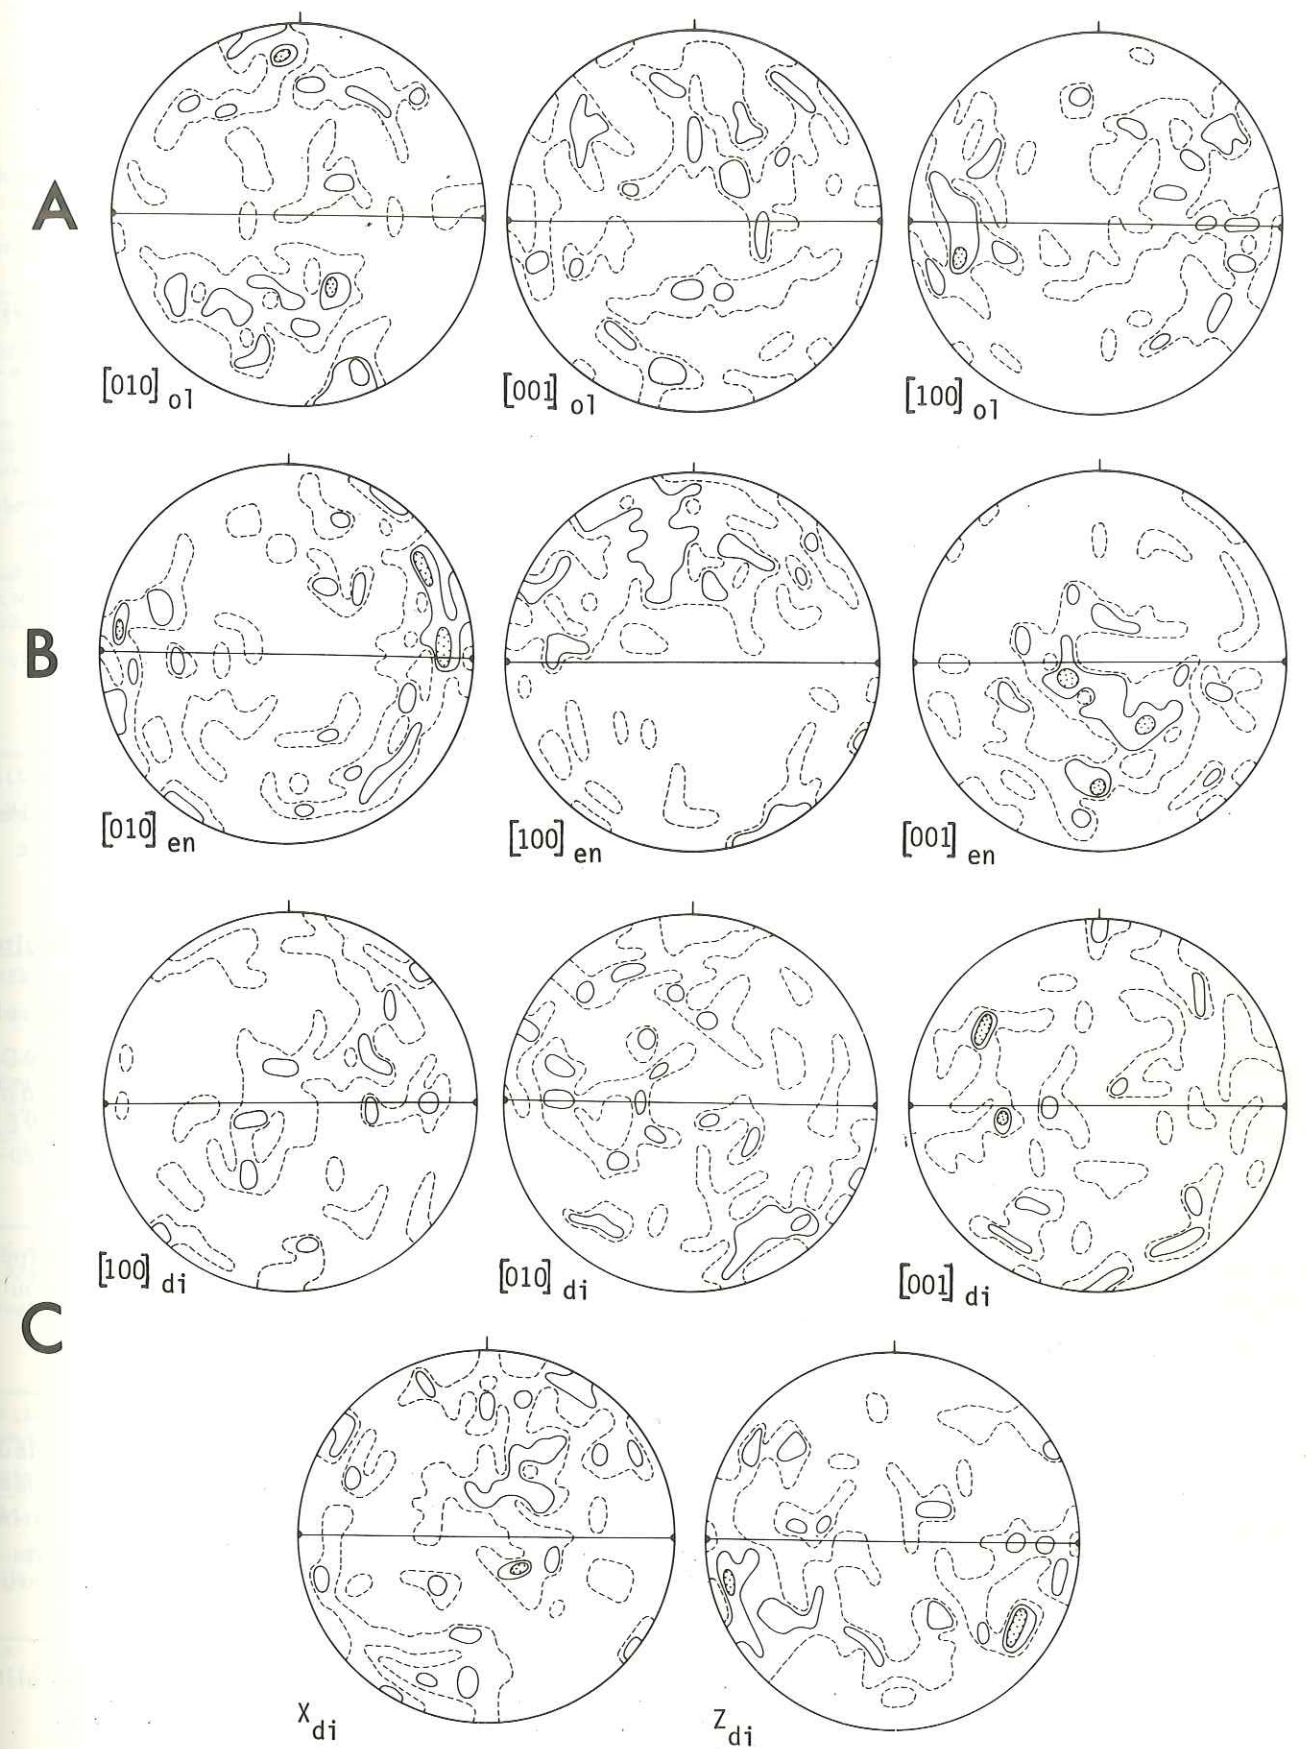 A
[010] ol
[001] ol
[100] ol
B
[010] en
[100] en
[001] en
[100] di
[010] di
[001] di
C
X di
Z di